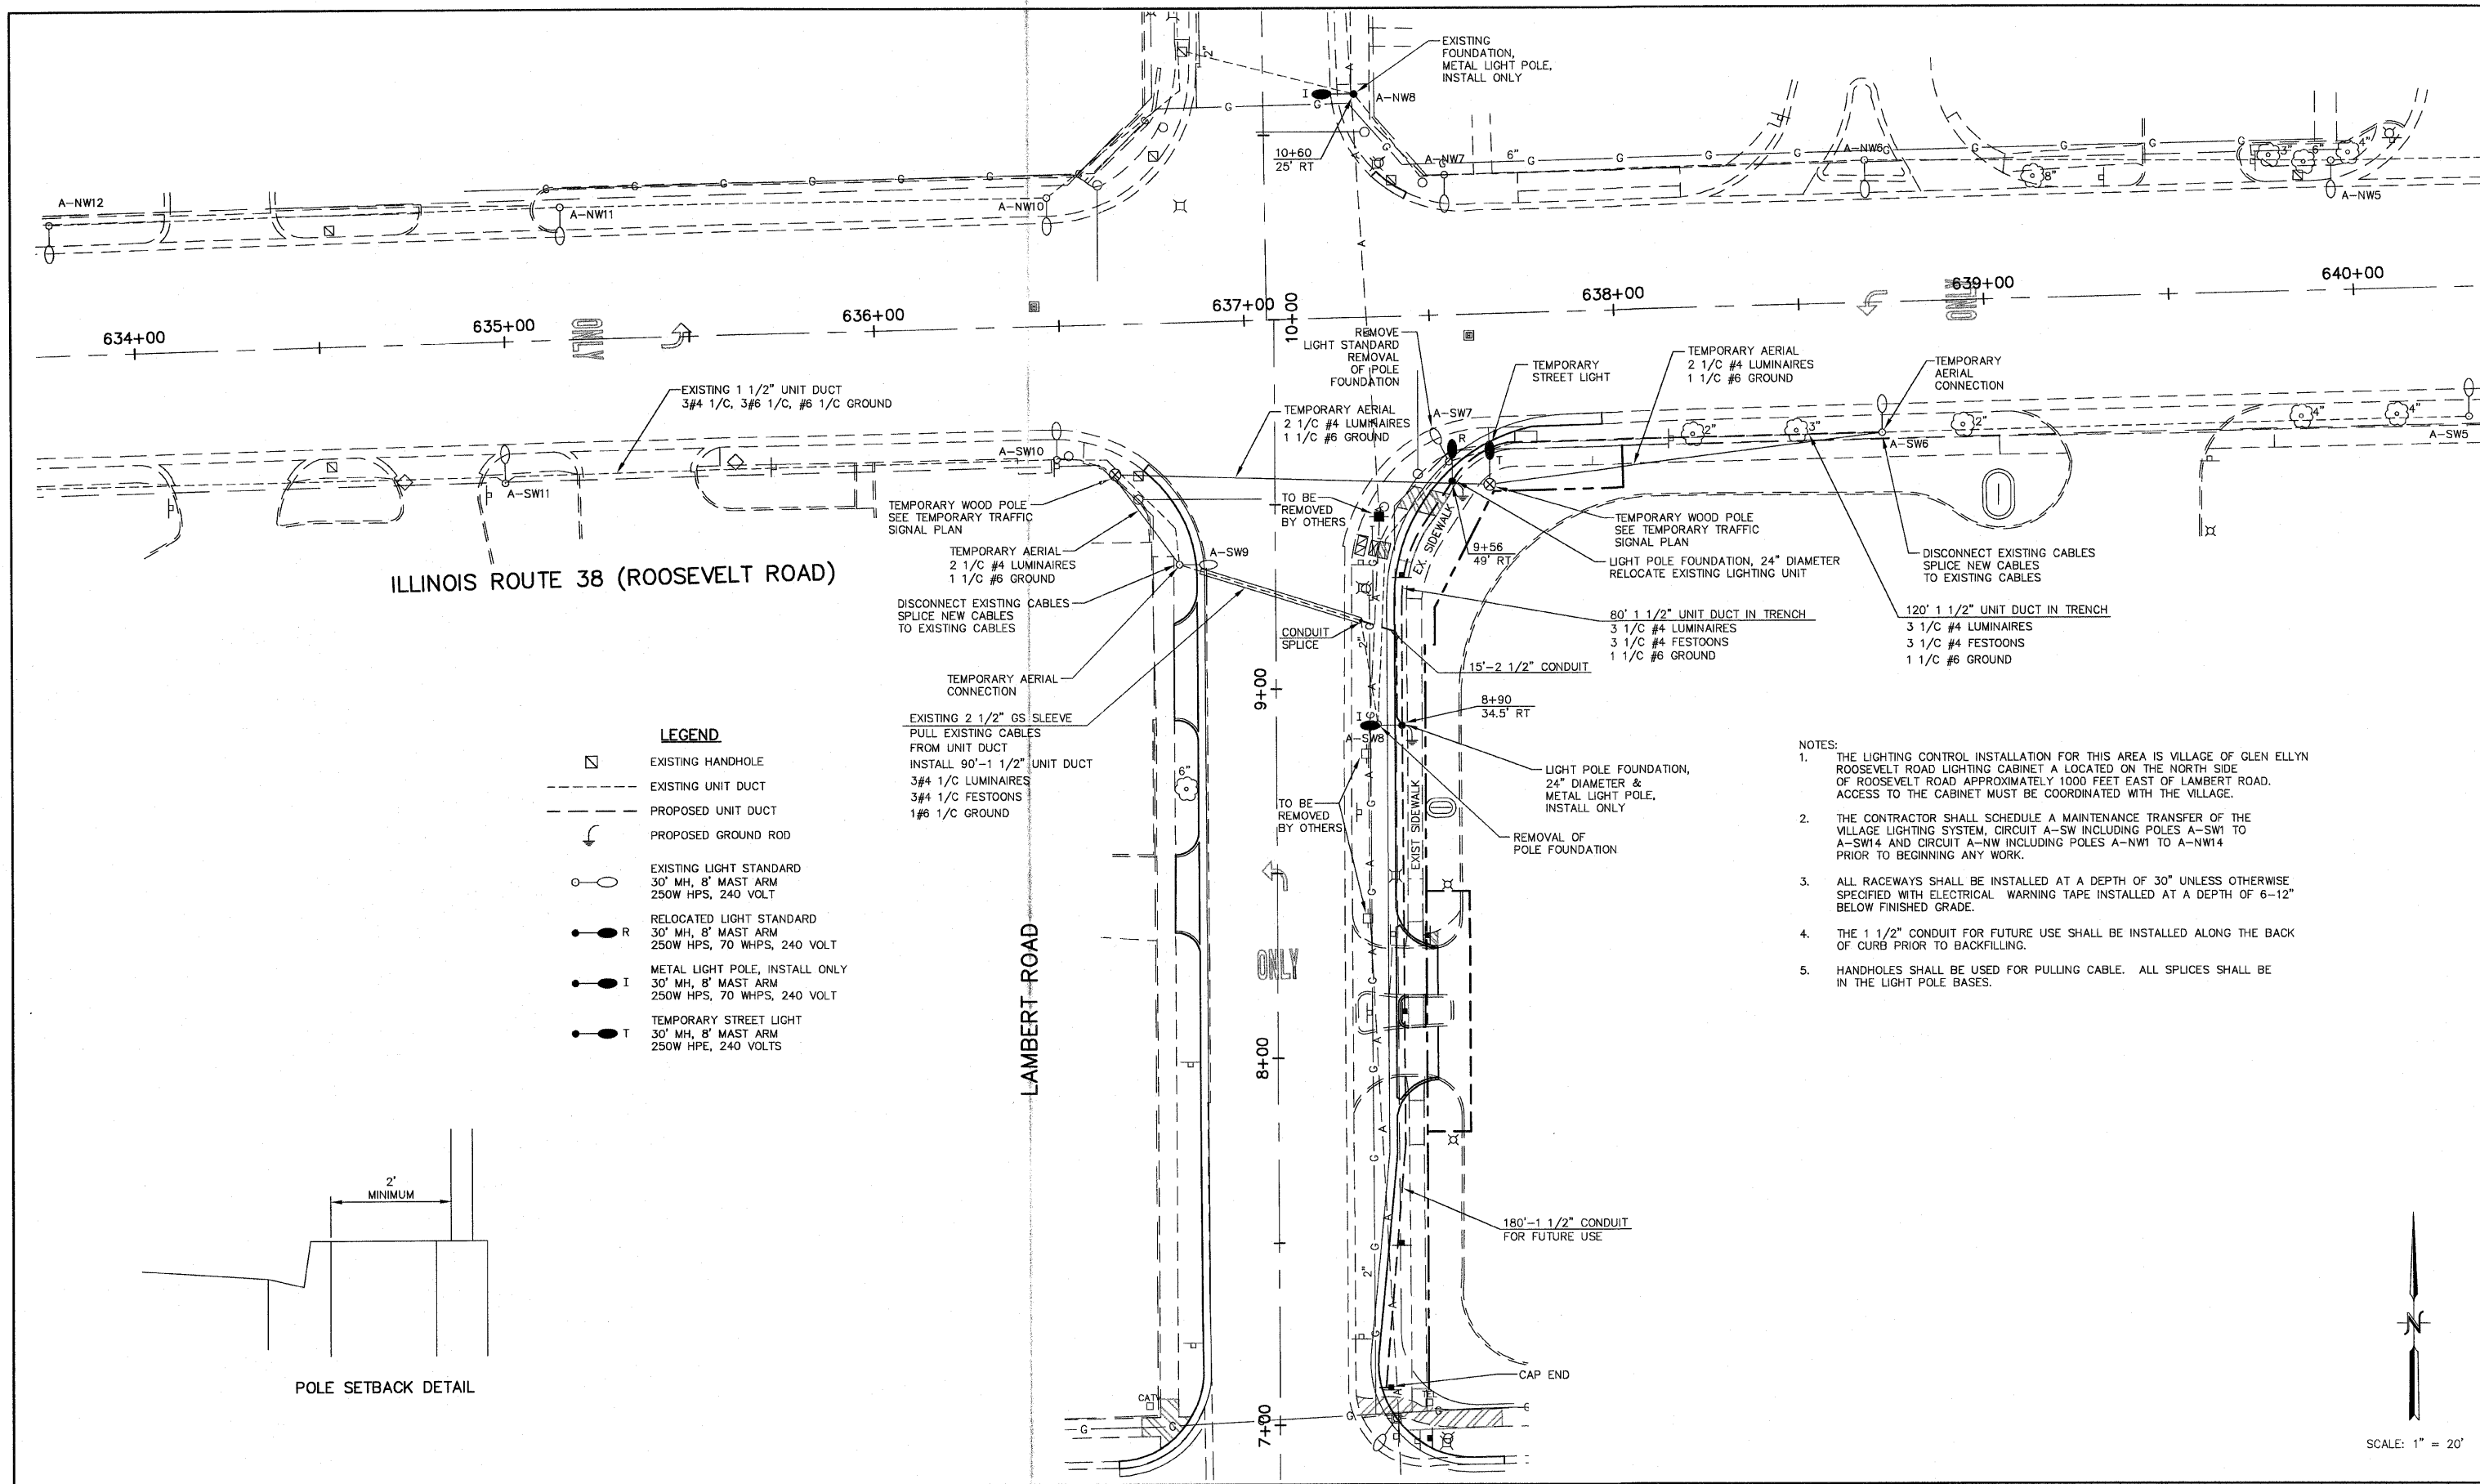 EXISTING
FOUNDATION,
METAL LIGHT POLE,
INSTALL ONLY
2"
I
A-NW8
10+60
25' RT
A-NW7
6"
A-NW6
8"
3"
6"
4"
A-NW5
A-NW12
A-NW11
A-NW10
634+00
635+00
ONLY
636+00
637+00
10+00
638+00
639+00
ONLY
640+00
EXISTING 1 1/2" UNIT DUCT
3#4 1/C, 3#6 1/C, #6 1/C GROUND
REMOVE
LIGHT STANDARD
REMOVAL
OF POLE
FOUNDATION
TEMPORARY
STREET LIGHT
TEMPORARY AERIAL
2 1/C #4 LUMINAIRES
1 1/C #6 GROUND
TEMPORARY
AERIAL
CONNECTION
TEMPORARY AERIAL
2 1/C #4 LUMINAIRES
1 1/C #6 GROUND
A-SW7
R
T
2"
3"
2"
4"
4"
A-SW6
A-SW5
A-SW10
A-SW11
TEMPORARY WOOD POLE
SEE TEMPORARY TRAFFIC
SIGNAL PLAN
TO BE
REMOVED
BY OTHERS
TEMPORARY AERIAL
2 1/C #4 LUMINAIRES
1 1/C #6 GROUND
A-SW9
EX. SIDEWALK
9+56
49' RT
TEMPORARY WOOD POLE
SEE TEMPORARY TRAFFIC
SIGNAL PLAN
LIGHT POLE FOUNDATION, 24" DIAMETER
RELOCATE EXISTING LIGHTING UNIT
DISCONNECT EXISTING CABLES
SPLICE NEW CABLES
TO EXISTING CABLES
ILLINOIS ROUTE 38 (ROOSEVELT ROAD)
DISCONNECT EXISTING CABLES
SPLICE NEW CABLES
TO EXISTING CABLES
CONDUIT
SPLICE
2"
80' 1 1/2" UNIT DUCT IN TRENCH
3 1/C #4 LUMINAIRES
3 1/C #4 FESTOONS
1 1/C #6 GROUND
120' 1 1/2" UNIT DUCT IN TRENCH
3 1/C #4 LUMINAIRES
3 1/C #4 FESTOONS
1 1/C #6 GROUND
15'-2 1/2" CONDUIT
TEMPORARY AERIAL
CONNECTION
9+00
8+90
34.5' RT
EXISTING 2 1/2" GS SLEEVE
PULL EXISTING CABLES
FROM UNIT DUCT
INSTALL 90'-1 1/2" UNIT DUCT
3#4 1/C LUMINAIRES
3#4 1/C FESTOONS
1#6 1/C GROUND
6"
I
A-SW8
LIGHT POLE FOUNDATION,
24" DIAMETER &
METAL LIGHT POLE,
INSTALL ONLY
TO BE
REMOVED
BY OTHERS
EXIST SIDEWALK
REMOVAL OF
POLE FOUNDATION
LEGEND
EXISTING HANDHOLE
EXISTING UNIT DUCT
PROPOSED UNIT DUCT
PROPOSED GROUND ROD
EXISTING LIGHT STANDARD
30' MH, 8' MAST ARM
250W HPS, 240 VOLT
R
RELOCATED LIGHT STANDARD
30' MH, 8' MAST ARM
250W HPS, 70 WHPS, 240 VOLT
I
METAL LIGHT POLE, INSTALL ONLY
30' MH, 8' MAST ARM
250W HPS, 70 WHPS, 240 VOLT
T
TEMPORARY STREET LIGHT
30' MH, 8' MAST ARM
250W HPE, 240 VOLTS
NOTES:
1. THE LIGHTING CONTROL INSTALLATION FOR THIS AREA IS VILLAGE OF GLEN ELLYN
ROOSEVELT ROAD LIGHTING CABINET A LOCATED ON THE NORTH SIDE
OF ROOSEVELT ROAD APPROXIMATELY 1000 FEET EAST OF LAMBERT ROAD.
ACCESS TO THE CABINET MUST BE COORDINATED WITH THE VILLAGE.
2. THE CONTRACTOR SHALL SCHEDULE A MAINTENANCE TRANSFER OF THE
VILLAGE LIGHTING SYSTEM, CIRCUIT A-SW INCLUDING POLES A-SW1 TO
A-SW14 AND CIRCUIT A-NW INCLUDING POLES A-NW1 TO A-NW14
PRIOR TO BEGINNING ANY WORK.
3. ALL RACEWAYS SHALL BE INSTALLED AT A DEPTH OF 30" UNLESS OTHERWISE
SPECIFIED WITH ELECTRICAL WARNING TAPE INSTALLED AT A DEPTH OF 6-12"
BELOW FINISHED GRADE.
4. THE 1 1/2" CONDUIT FOR FUTURE USE SHALL BE INSTALLED ALONG THE BACK
OF CURB PRIOR TO BACKFILLING.
5. HANDHOLES SHALL BE USED FOR PULLING CABLE. ALL SPLICES SHALL BE
IN THE LIGHT POLE BASES.
LAMBERT ROAD
ONLY
8+00
2'
MINIMUM
POLE SETBACK DETAIL
180'-1 1/2" CONDUIT
FOR FUTURE USE
2"
CAP END
CATV
TEL
7+00
N
SCALE: 1" = 20'